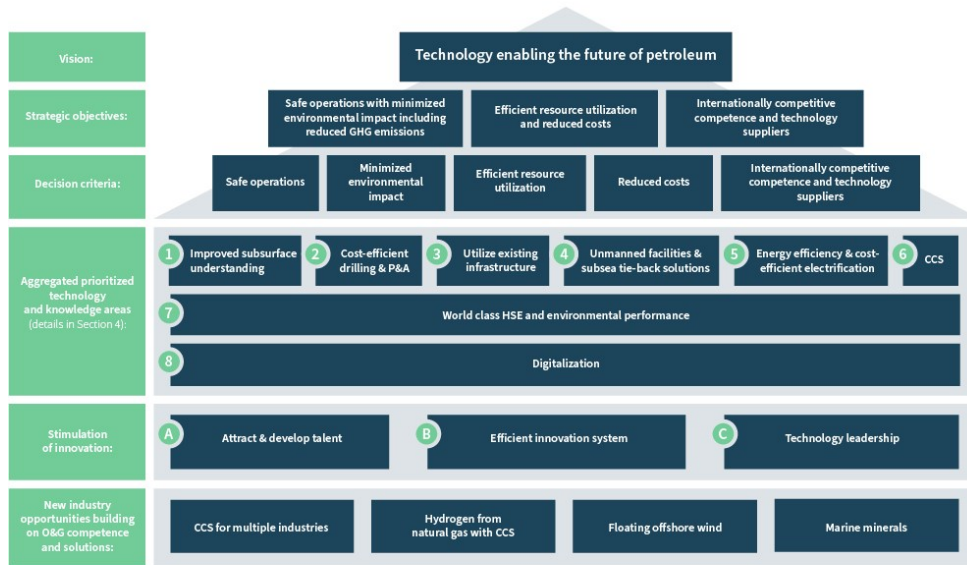 Vision:
Technology enabling the future of petroleum
Strategic objectives:
Safe operations with minimized
environmental impact including
reduced GHG emissions
Efficient resource utilization
and reduced costs
Internationally competitive
competence and technology
suppliers
Decision criteria:
Safe operations
Minimized
environmental
impact
Efficient resource
utilization
Reduced costs
Internationally competitive
competence and technology
suppliers
Aggregated prioritized
technology
and knowledge areas
(details in Section 4):
1
Improved subsurface
understanding
2
Cost-efficient
drilling & P&A
3
Utilize existing
infrastructure
4
Unmanned facilities &
subsea tie-back solutions
5
Energy efficiency & cost-
efficient electrification
6
CCS
7
World class HSE and environmental performance
8
Digitalization
Stimulation
of innovation:
A
Attract & develop talent
B
Efficient innovation system
C
Technology leadership
New industry
opportunities building
on O&G competence
and solutions:
CCS for multiple industries
Hydrogen from
natural gas with CCS
Floating offshore wind
Marine minerals